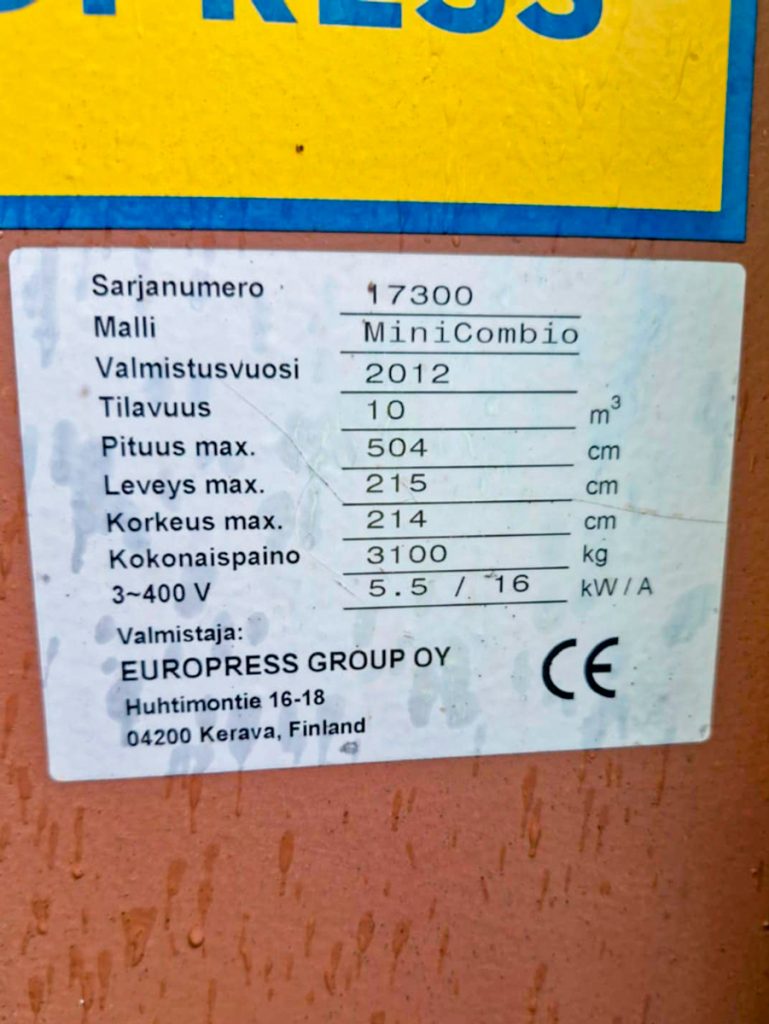 PRESS
Sarjanumero 17300
Malli MiniCombio
Valmistusvuosi 2012
Tilavuus 10 m³
Pituus max. 504 cm
Leveys max. 215 cm
Korkeus max. 214 cm
Kokonaispaino 3100 kg
3~400 V 5.5 / 16 kW / A
Valmistaja:
EUROPRESS GROUP OY
Huhtimontie 16-18
04200 Kerava, Finland
CE